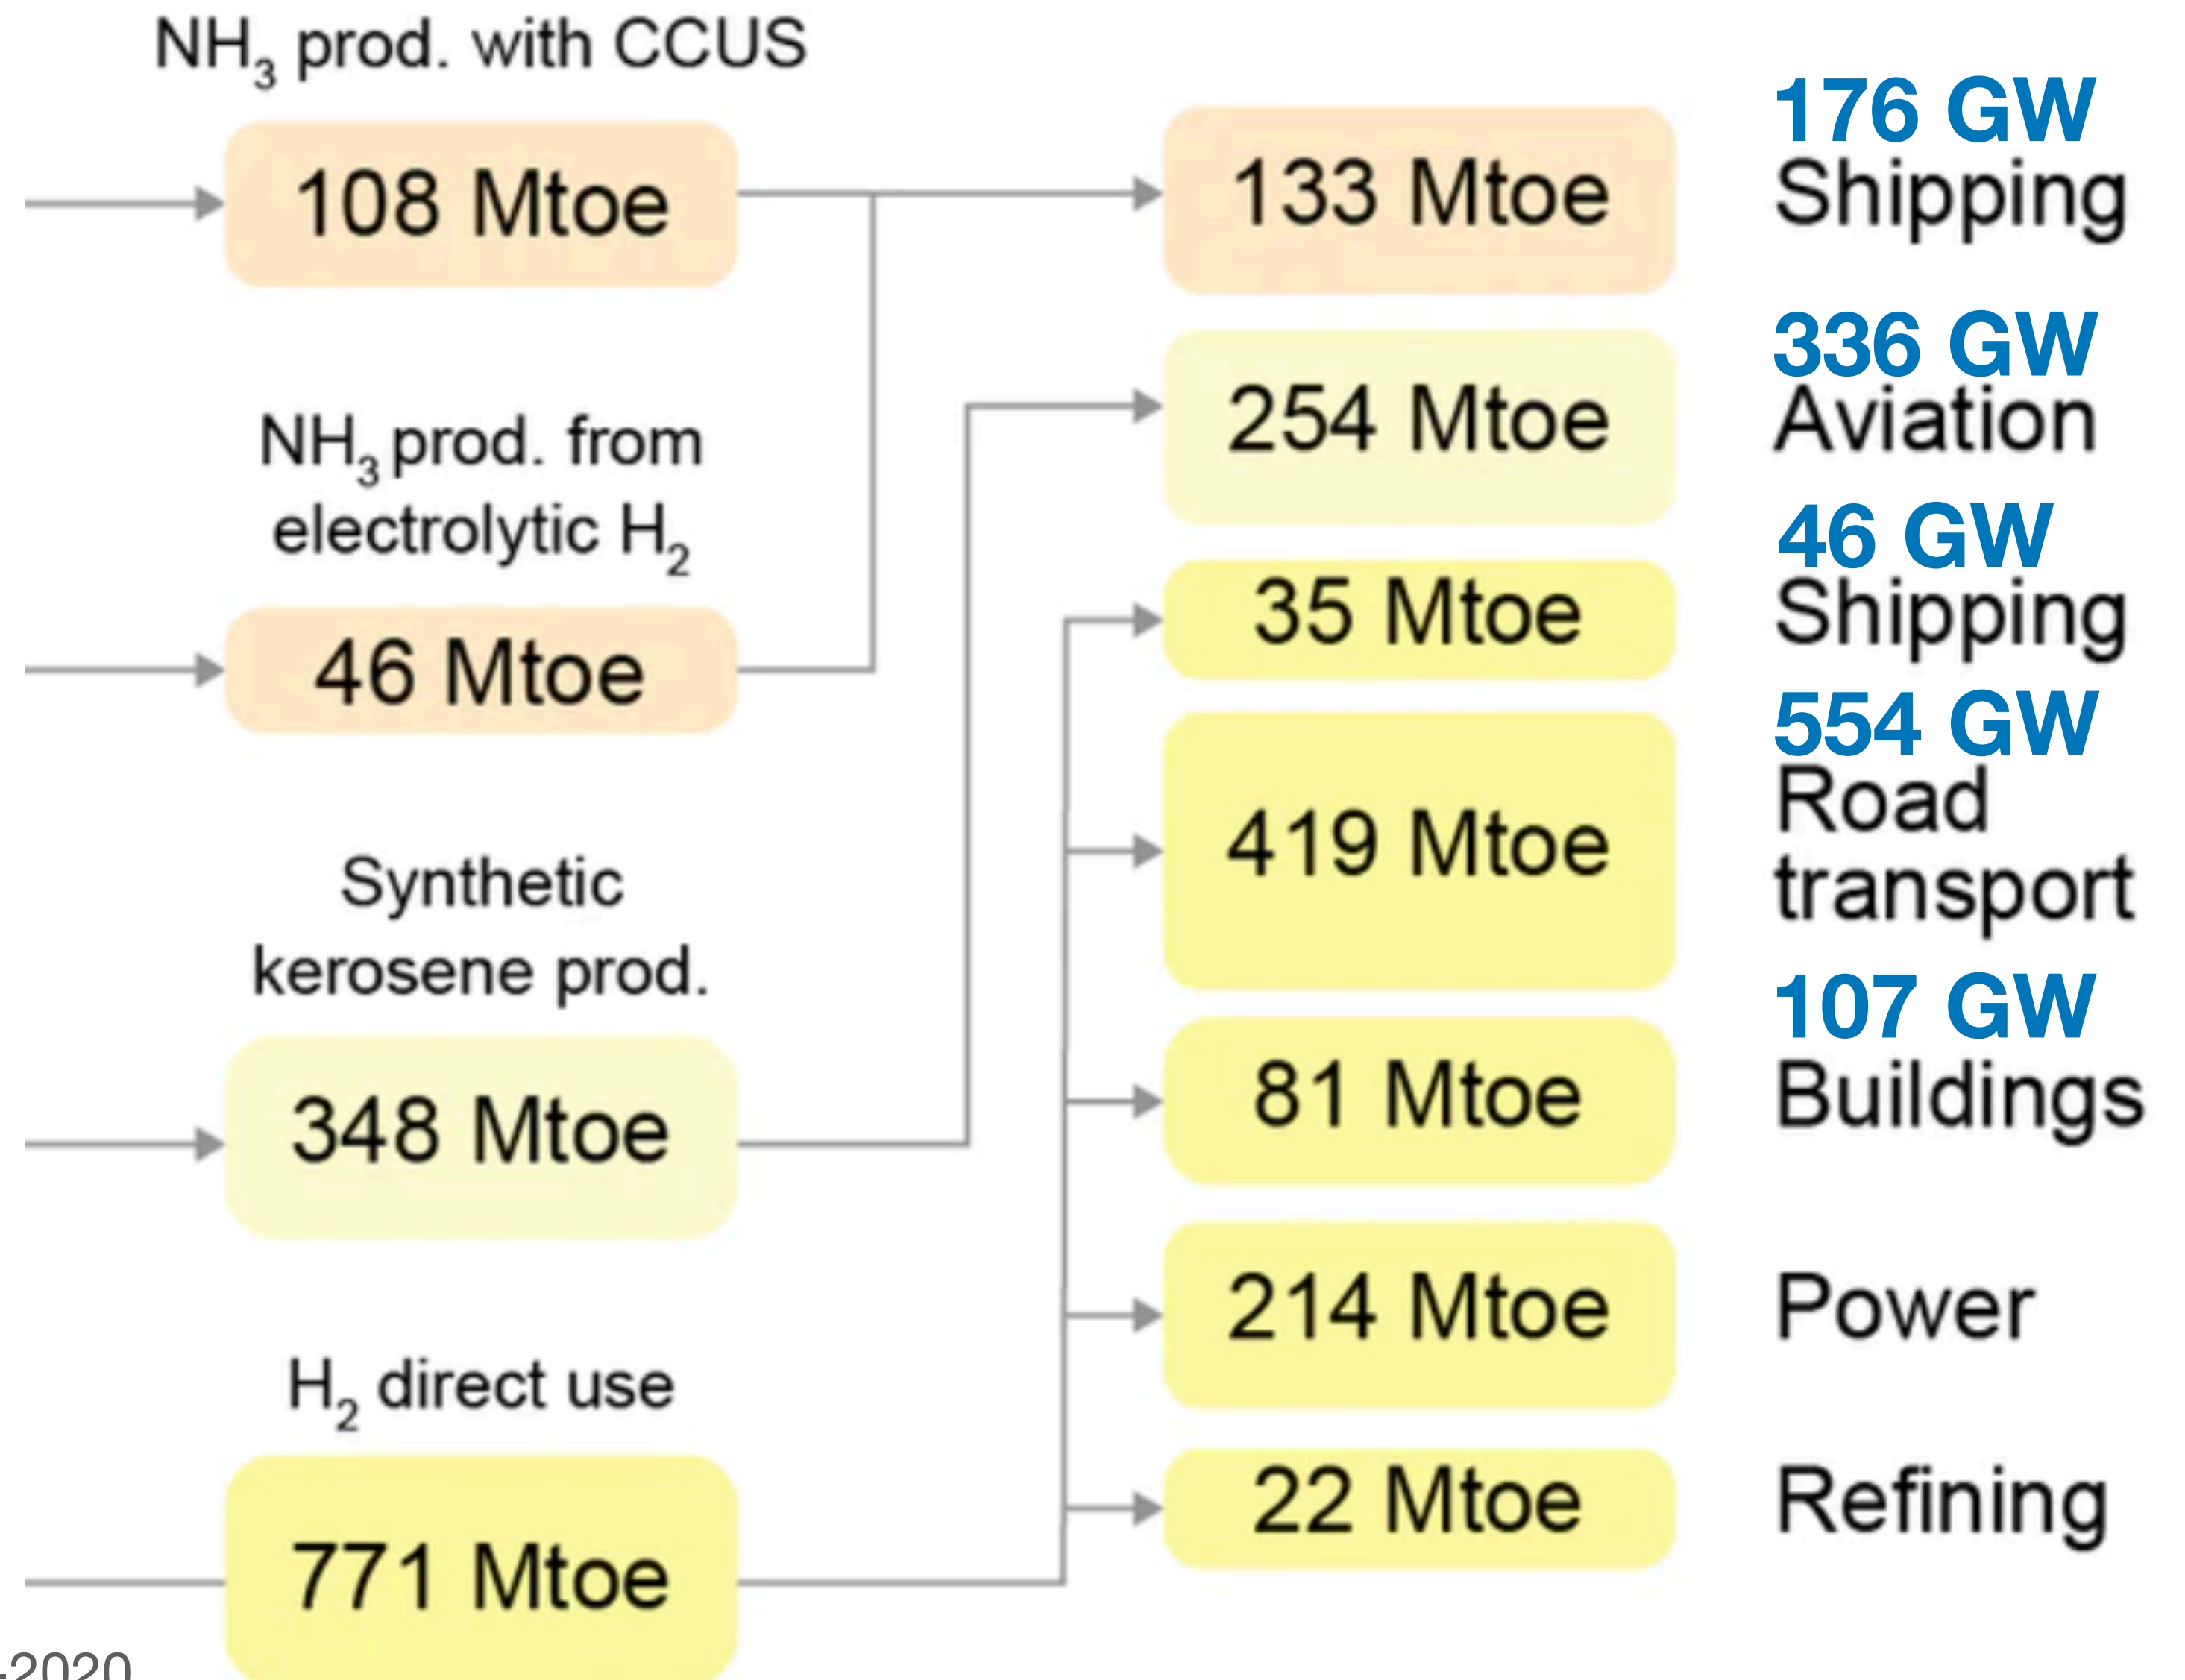 NH₃ prod. with CCUS
108 Mtoe
NH₃ prod. from
electrolytic H₂
46 Mtoe
Synthetic
kerosene prod.
348 Mtoe
H₂ direct use
771 Mtoe
133 Mtoe
176 GW
Shipping
254 Mtoe
336 GW
Aviation
35 Mtoe
46 GW
Shipping
419 Mtoe
554 GW
Road
transport
81 Mtoe
107 GW
Buildings
214 Mtoe
Power
22 Mtoe
Refining
-2020